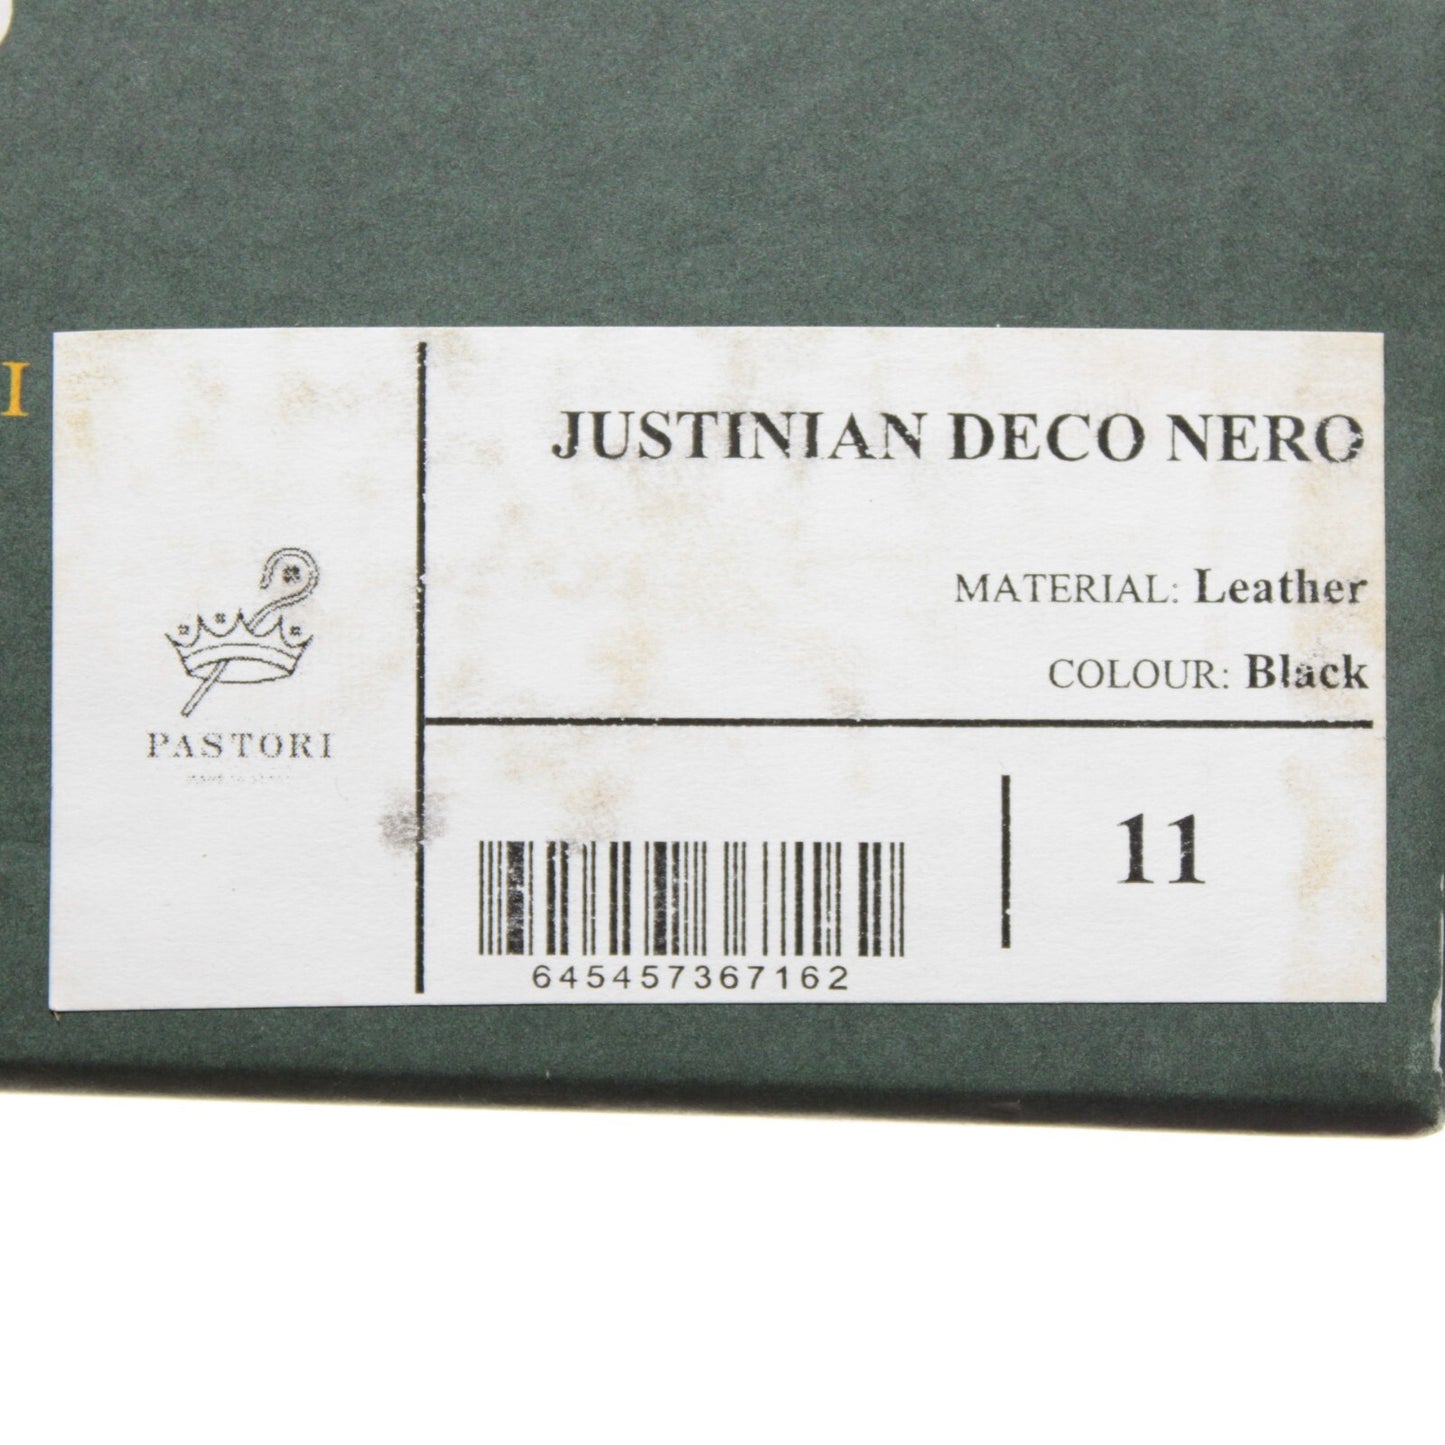 I
JUSTINIAN DECO NERO
MATERIAL: Leather
COLOUR: Black
PASTORI
11
645457367162